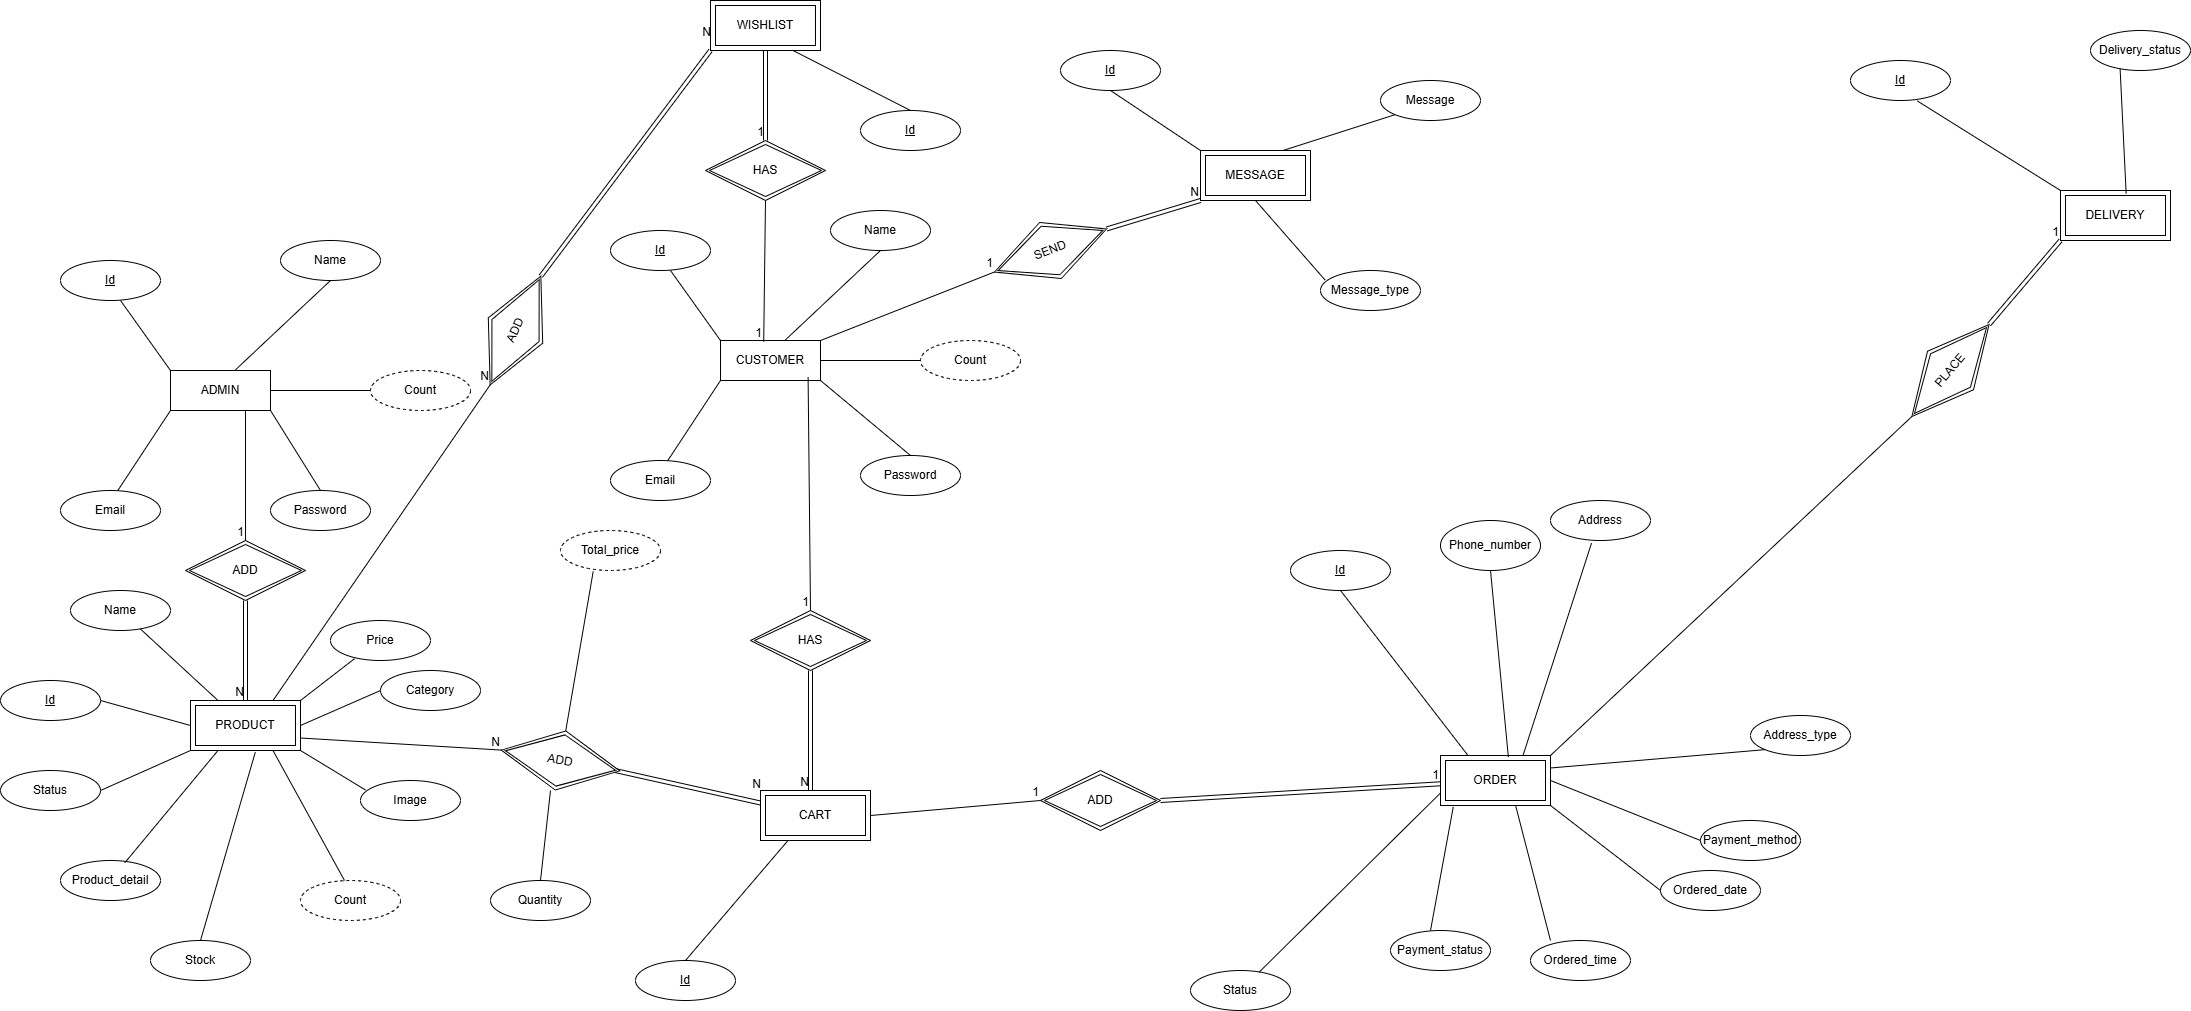 WISHLIST
N
Delivery_status
Id
Id
Message
1
Id
HAS
MESSAGE
N
DELIVERY
1
Name
Id
SEND
1
Name
Id
Message_type
ADD
1
PLACE
CUSTOMER
Count
N
ADMIN
Count
Email
Password
Email
Password
Address
1
Phone_number
Total_price
ADD
Id
1
Name
HAS
Price
N
Category
Id
PRODUCT
N
Address_type
ADD
1
ORDER
N
N
Status
1
ADD
Image
CART
Payment_method
Product_detail
Ordered_date
Count
Quantity
Stock
Payment_status
Ordered_time
Id
Status